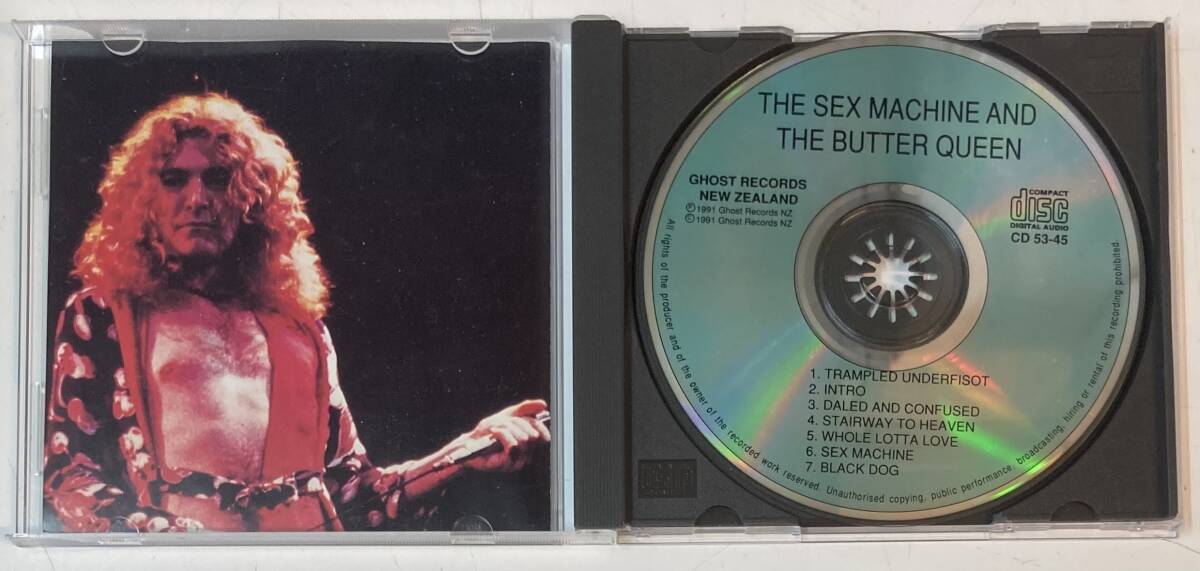 THE SEX MACHINE AND
THE BUTTER QUEEN
GHOST RECORDS
NEW ZEALAND
Ⓟ1991 Ghost Records NZ
©1991 Ghost Records NZ
COMPACT
disc
DIGITAL AUDIO
CD 53-45
1. TRAMPLED UNDERFISOT
2. INTRO
3. DALED AND CONFUSED
4. STAIRWAY TO HEAVEN
5. WHOLE LOTTA LOVE
6. SEX MACHINE
7. BLACK DOG
All rights of the producer and of the owner of the recorded work reserved. Unauthorised copying, public performance, broadcasting, hiring or rental of this recording prohibited.